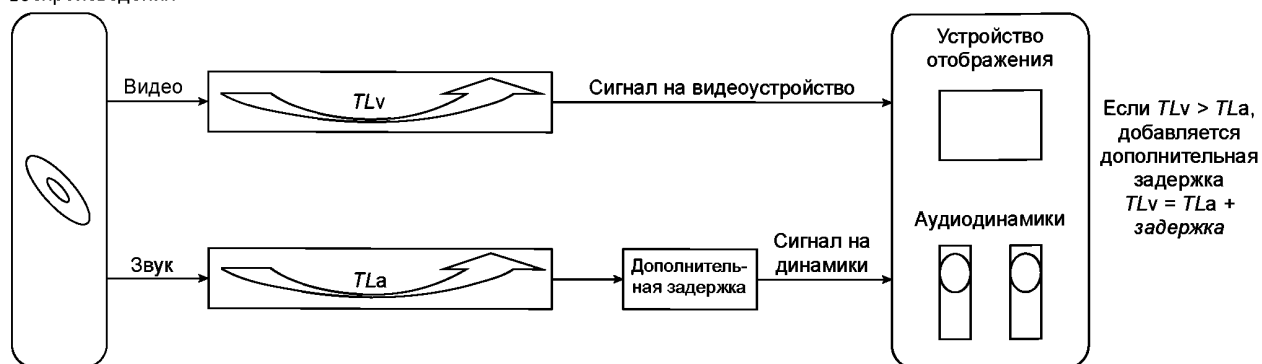 Видео
TLv
Сигнал на видеоустройство
Устройство
отображения
Если TLv > TLa,
добавляется
дополнительная
задержка
TLv = TLa +
задержка
Звук
TLa
Дополнитель-
ная задержка
Сигнал на
динамики
Аудиодинамики